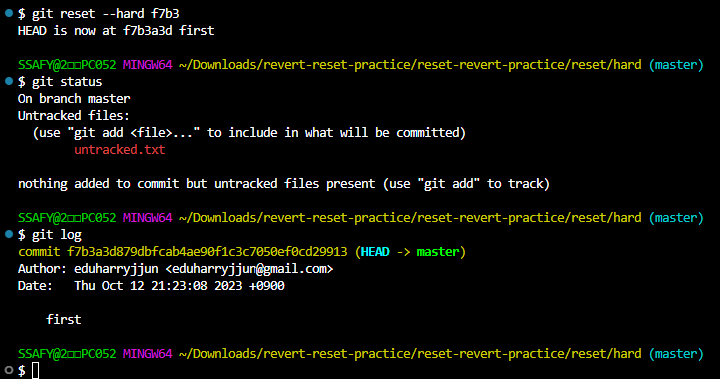 $ git reset --hard f7b3
HEAD is now at f7b3a3d first
SSAFY@2□□PC052 MINGW64 ~/Downloads/revert-reset-practice/reset-revert-practice/reset/hard (master)
$ git status
On branch master
Untracked files:
  (use "git add <file>..." to include in what will be committed)
        untracked.txt
nothing added to commit but untracked files present (use "git add" to track)
SSAFY@2□□PC052 MINGW64 ~/Downloads/revert-reset-practice/reset-revert-practice/reset/hard (master)
$ git log
commit f7b3a3d879dbfcab4ae90f1c3c7050ef0cd29913 (HEAD -> master)
Author: eduharryjjun <eduharryjjun@gmail.com>
Date:   Thu Oct 12 21:23:08 2023 +0900
    first
SSAFY@2□□PC052 MINGW64 ~/Downloads/revert-reset-practice/reset-revert-practice/reset/hard (master)
$